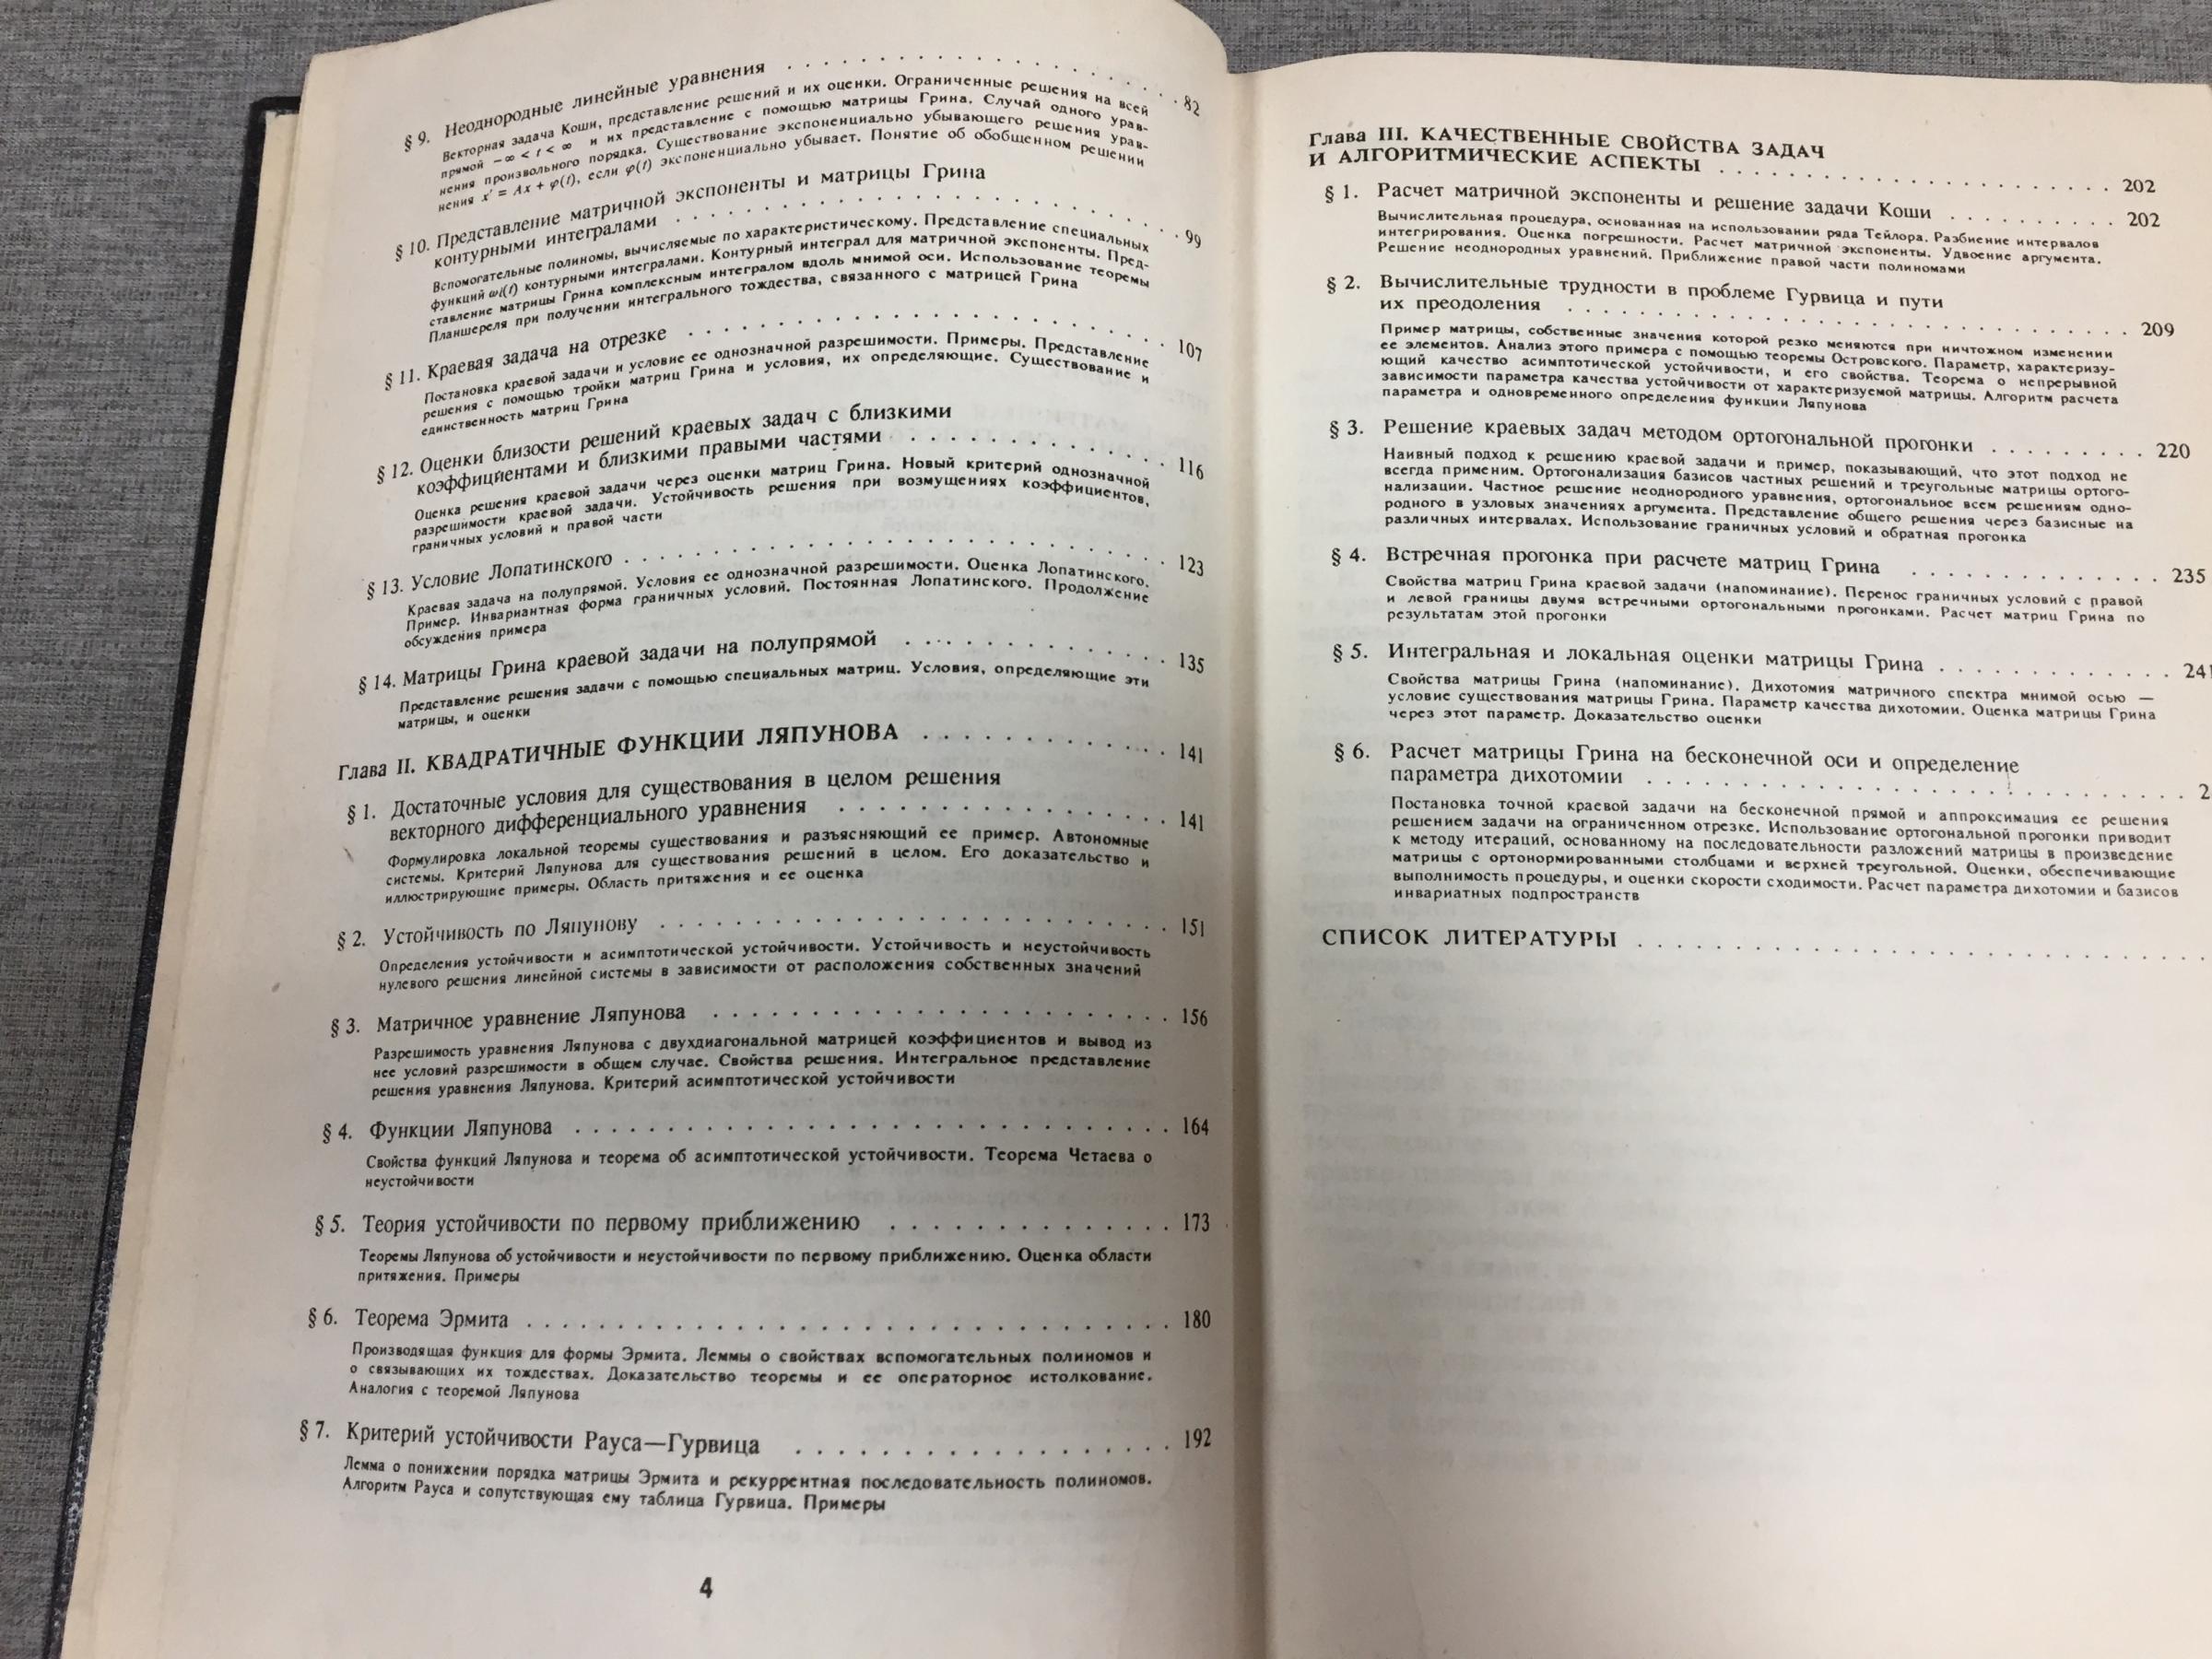 § 9. Неоднородные линейные уравнения . . . . . . . . . . . . . . . . . . 82
Векторная задача Коши, представление решений и их оценки. Ограниченные решения на всей
прямой −∞ < t < ∞ и их представление с помощью матрицы Грина. Случай одного урав-
нения произвольного порядка. Существование экспоненциально убывающего решения урав-
нения x′ = Ax + φ(t), если φ(t) экспоненциально убывает. Понятие об обобщенном решении
§ 10. Представление матричной экспоненты и матрицы Грина
контурными интегралами . . . . . . . . . . . . . . . . . . . . . . 99
Вспомогательные полиномы, вычисляемые по характеристическому. Представление специальных
функций ωⱼ(t) контурными интегралами. Контурный интеграл для матричной экспоненты. Пред-
ставление матрицы Грина комплексным интегралом вдоль мнимой оси. Использование теоремы
Планшереля при получении интегрального тождества, связанного с матрицей Грина
§ 11. Краевая задача на отрезке . . . . . . . . . . . . . . . . . . . . . 107
Постановка краевой задачи и условие ее однозначной разрешимости. Примеры. Представление
решения с помощью тройки матриц Грина и условия, их определяющие. Существование и
единственность матриц Грина
§ 12. Оценки близости решений краевых задач с близкими
коэффициентами и близкими правыми частями . . . . . . . . . . . . 116
Оценка решения краевой задачи через оценки матриц Грина. Новый критерий однозначной
разрешимости краевой задачи. Устойчивость решения при возмущениях коэффициентов,
граничных условий и правой части
§ 13. Условие Лопатинского . . . . . . . . . . . . . . . . . . . . . . . . 123
Краевая задача на полупрямой. Условия ее однозначной разрешимости. Оценка Лопатинского.
Пример. Инвариантная форма граничных условий. Постоянная Лопатинского. Продолжение
обсуждения примера
§ 14. Матрицы Грина краевой задачи на полупрямой . . . . . . . . . . . . 135
Представление решения задачи с помощью специальных матриц. Условия, определяющие эти
матрицы, и оценки
Глава II. КВАДРАТИЧНЫЕ ФУНКЦИИ ЛЯПУНОВА . . . . . . . . . . . 141
§ 1. Достаточные условия для существования в целом решения
векторного дифференциального уравнения . . . . . . . . . . . . . . . 141
Формулировка локальной теоремы существования и разъясняющий ее пример. Автономные
системы. Критерий Ляпунова для существования решений в целом. Его доказательство и
иллюстрирующие примеры. Область притяжения и ее оценка
§ 2. Устойчивость по Ляпунову . . . . . . . . . . . . . . . . . . . . . . 151
Определения устойчивости и асимптотической устойчивости. Устойчивость и неустойчивость
нулевого решения линейной системы в зависимости от расположения собственных значений
§ 3. Матричное уравнение Ляпунова . . . . . . . . . . . . . . . . . . . . 156
Разрешимость уравнения Ляпунова с двухдиагональной матрицей коэффициентов и вывод из
нее условий разрешимости в общем случае. Свойства решения. Интегральное представление
решения уравнения Ляпунова. Критерий асимптотической устойчивости
§ 4. Функции Ляпунова . . . . . . . . . . . . . . . . . . . . . . . . . . 164
Свойства функций Ляпунова и теорема об асимптотической устойчивости. Теорема Четаева о
неустойчивости
§ 5. Теория устойчивости по первому приближению . . . . . . . . . . . . 173
Теоремы Ляпунова об устойчивости и неустойчивости по первому приближению. Оценка области
притяжения. Примеры
§ 6. Теорема Эрмита . . . . . . . . . . . . . . . . . . . . . . . . . . . . 180
Производящая функция для формы Эрмита. Леммы о свойствах вспомогательных полиномов и
о связывающих их тождествах. Доказательство теоремы и ее операторное истолкование.
Аналогия с теоремой Ляпунова
§ 7. Критерий устойчивости Рауса—Гурвица . . . . . . . . . . . . . . . . 192
Лемма о понижении порядка матрицы Эрмита и рекуррентная последовательность полиномов.
Алгоритм Рауса и сопутствующая ему таблица Гурвица. Примеры
4
Глава III. КАЧЕСТВЕННЫЕ СВОЙСТВА ЗАДАЧ
И АЛГОРИТМИЧЕСКИЕ АСПЕКТЫ . . . . . . . . . . . . . . . . . . . 202
§ 1. Расчет матричной экспоненты и решение задачи Коши . . . . . . . . . 202
Вычислительная процедура, основанная на использовании ряда Тейлора. Разбиение интервалов
интегрирования. Оценка погрешности. Расчет матричной экспоненты. Удвоение аргумента.
Решение неоднородных уравнений. Приближение правой части полиномами
§ 2. Вычислительные трудности в проблеме Гурвица и пути
их преодоления . . . . . . . . . . . . . . . . . . . . . . . . . . . . 209
Пример матрицы, собственные значения которой резко меняются при ничтожном изменении
ее элементов. Анализ этого примера с помощью теоремы Островского. Параметр, характеризу-
ющий качество асимптотической устойчивости, и его свойства. Теорема о непрерывной
зависимости параметра качества устойчивости от характеризуемой матрицы. Алгоритм расчета
параметра и одновременного определения функции Ляпунова
§ 3. Решение краевых задач методом ортогональной прогонки . . . . . . . . 220
Наивный подход к решению краевой задачи и пример, показывающий, что этот подход не
всегда применим. Ортогонализация базисов частных решений и треугольные матрицы ортого-
нализации. Частное решение неоднородного уравнения, ортогональное всем решениям одно-
родного в узловых значениях аргумента. Представление общего решения через базисные на
различных интервалах. Использование граничных условий и обратная прогонка
§ 4. Встречная прогонка при расчете матриц Грина . . . . . . . . . . . . . 235
Свойства матриц Грина краевой задачи (напоминание). Перенос граничных условий с правой
и левой границы двумя встречными ортогональными прогонками. Расчет матриц Грина по
результатам этой прогонки
§ 5. Интегральная и локальная оценки матрицы Грина . . . . . . . . . . . . 241
Свойства матрицы Грина (напоминание). Дихотомия матричного спектра мнимой осью —
условие существования матрицы Грина. Параметр качества дихотомии. Оценка матрицы Грина
через этот параметр. Доказательство оценки
§ 6. Расчет матрицы Грина на бесконечной оси и определение
параметра дихотомии . . . . . . . . . . . . . . . . . . . . . . . . . 2
Постановка точной краевой задачи на бесконечной прямой и аппроксимация ее решения
решением задачи на ограниченном отрезке. Использование ортогональной прогонки приводит
к методу итераций, основанному на последовательности разложений матрицы в произведение
матрицы с ортонормированными столбцами и верхней треугольной. Оценки, обеспечивающие
выполнимость процедуры, и оценки скорости сходимости. Расчет параметра дихотомии и базисов
инвариатных подпространств
СПИСОК ЛИТЕРАТУРЫ . . . . . . . . . . . . . . . . . . . . . . . .